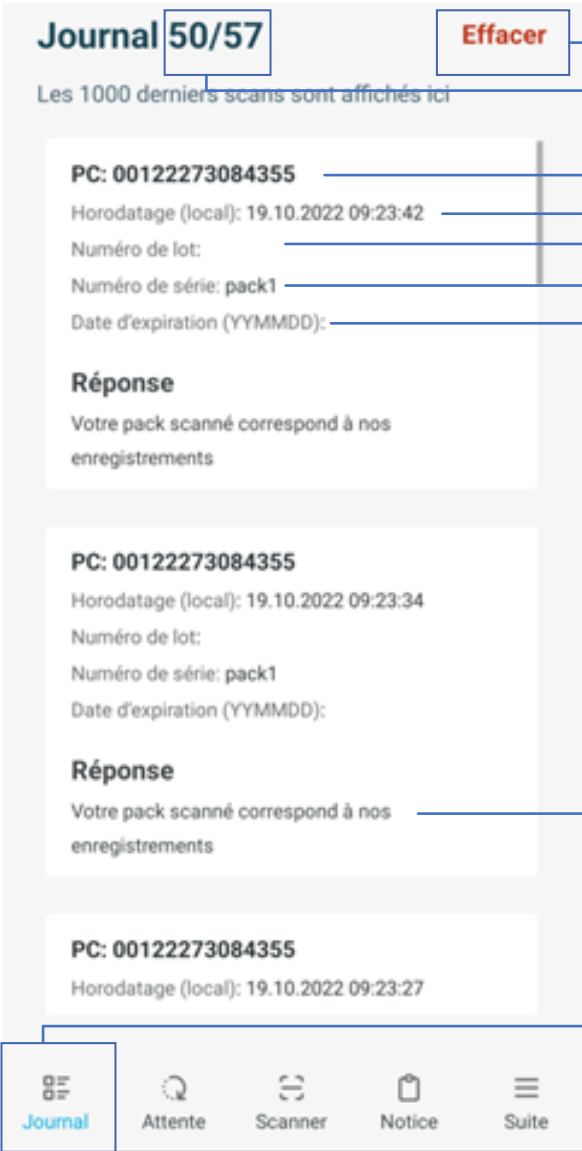 Journal 50/57
Effacer
Les 1000 derniers scans sont affichés ici
PC: 00122273084355
Horodatage (local): 19.10.2022 09:23:42
Numéro de lot:
Numéro de série: pack1
Date d'expiration (YYMMDD):
Réponse
Votre pack scanné correspond à nos
enregistrements
PC: 00122273084355
Horodatage (local): 19.10.2022 09:23:34
Numéro de lot:
Numéro de série: pack1
Date d'expiration (YYMMDD):
Réponse
Votre pack scanné correspond à nos
enregistrements
PC: 00122273084355
Horodatage (local): 19.10.2022 09:23:27
Journal
Attente
Scanner
Notice
Suite